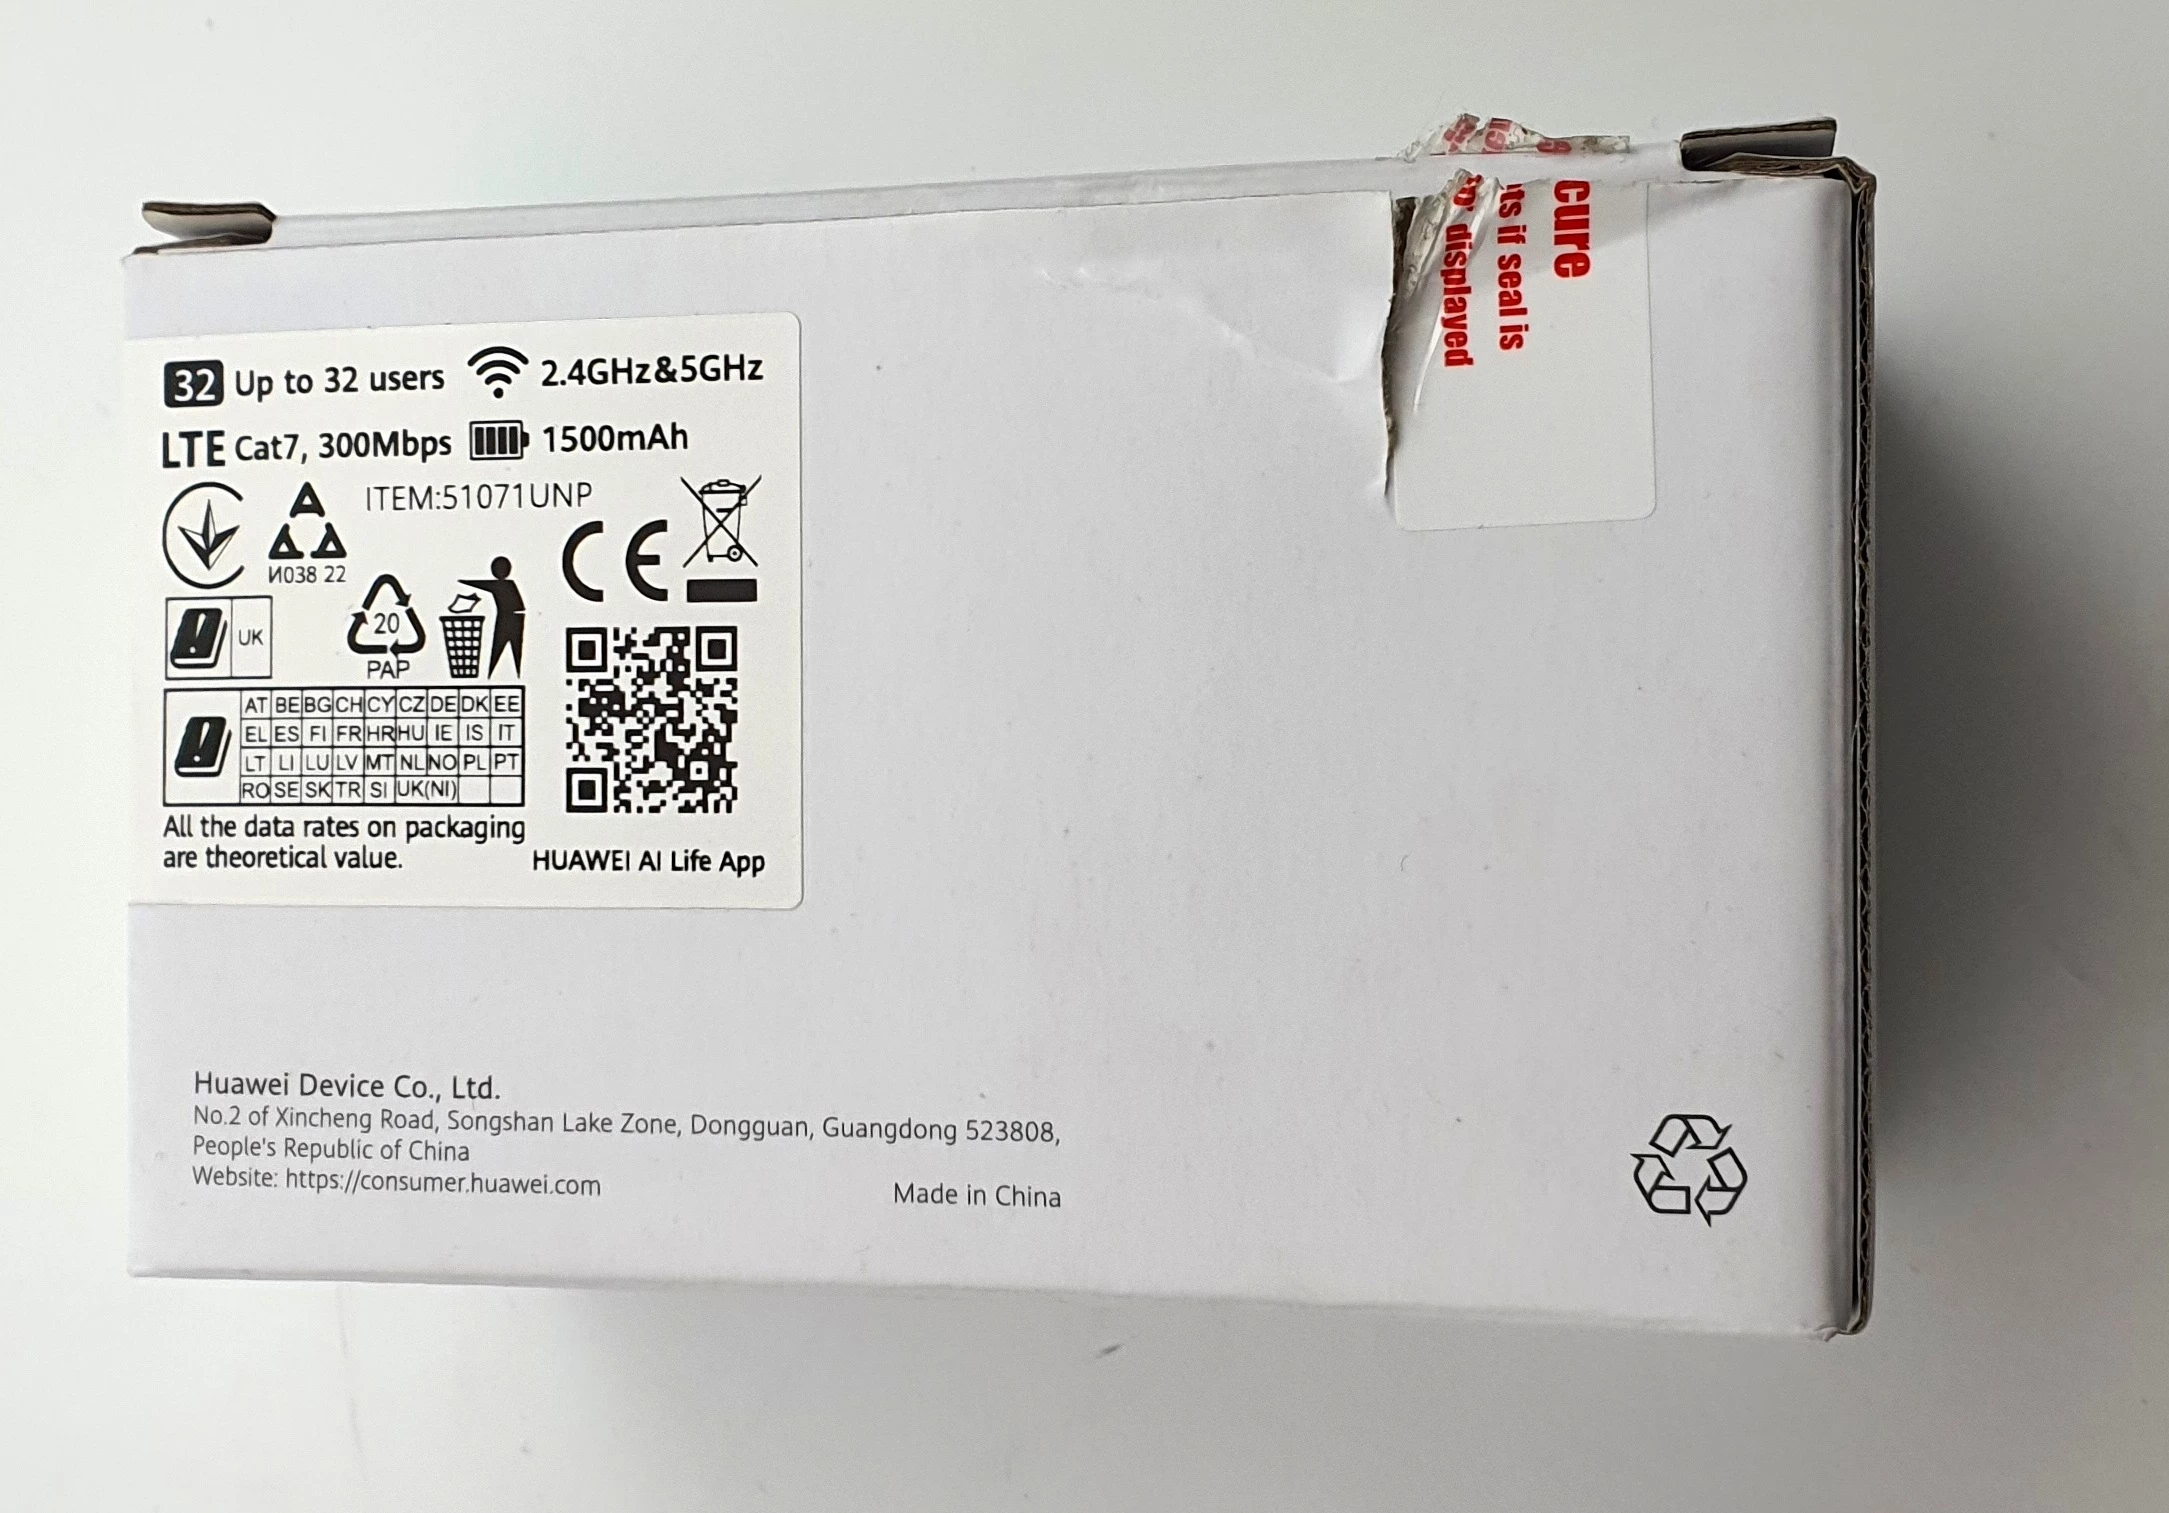 32 Up to 32 users 2.4GHz&5GHz
LTE Cat7, 300Mbps 1500mAh
ITEM:51071UNP
И038 22
CE
UK
20
PAP
AT BE BG CH CY CZ DE DK EE
EL ES FI FR HR HU IE IS IT
LT LI LU LV MT NL NO PL PT
RO SE SK TR SI UK(NI)
All the data rates on packaging
are theoretical value.
HUAWEI AI Life App
cure
ts if seal is
displayed
Huawei Device Co., Ltd.
No.2 of Xincheng Road, Songshan Lake Zone, Dongguan, Guangdong 523808,
People's Republic of China
Website: https://consumer.huawei.com
Made in China